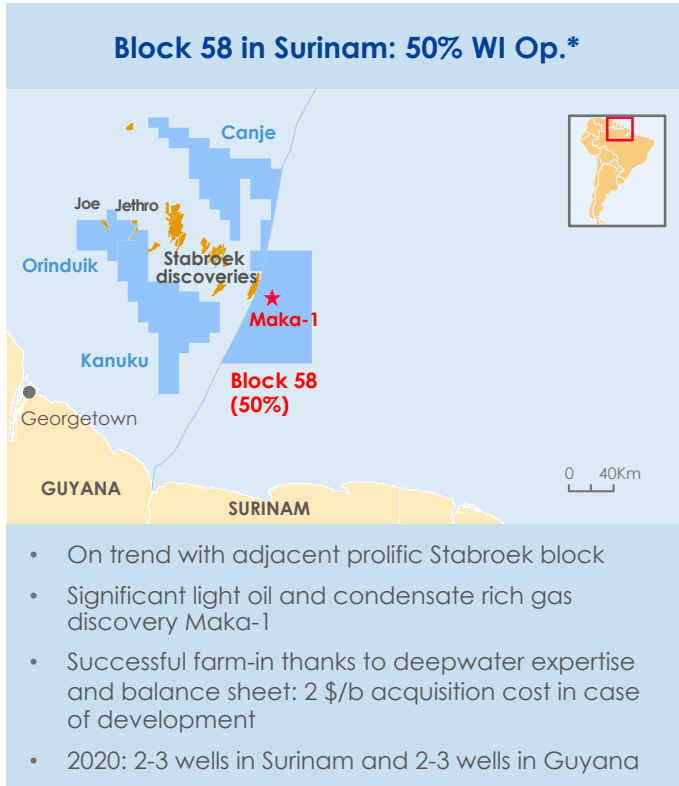 Block 58 in Surinam: 50% WI Op.*
Canje
Joe
Jethro
Stabroek
discoveries
Orinduik
Maka-1
Kanuku
Block 58
(50%)
Georgetown
0 40Km
GUYANA
SURINAM
• On trend with adjacent prolific Stabroek block
• Significant light oil and condensate rich gas
discovery Maka-1
• Successful farm-in thanks to deepwater expertise
and balance sheet: 2 $/b acquisition cost in case
of development
• 2020: 2-3 wells in Surinam and 2-3 wells in Guyana